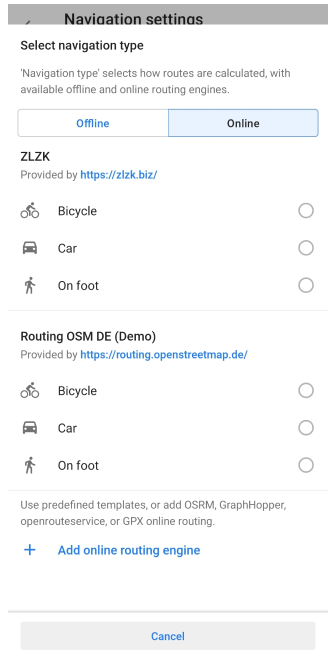 Navigation settings
Select navigation type
'Navigation type' selects how routes are calculated, with
available offline and online routing engines.
Offline
Online
ZLZK
Provided by https://zlzk.biz/
Bicycle
Car
On foot
Routing OSM DE (Demo)
Provided by https://routing.openstreetmap.de/
Bicycle
Car
On foot
Use predefined templates, or add OSRM, GraphHopper,
openrouteservice, or GPX online routing.
Add online routing engine
Cancel